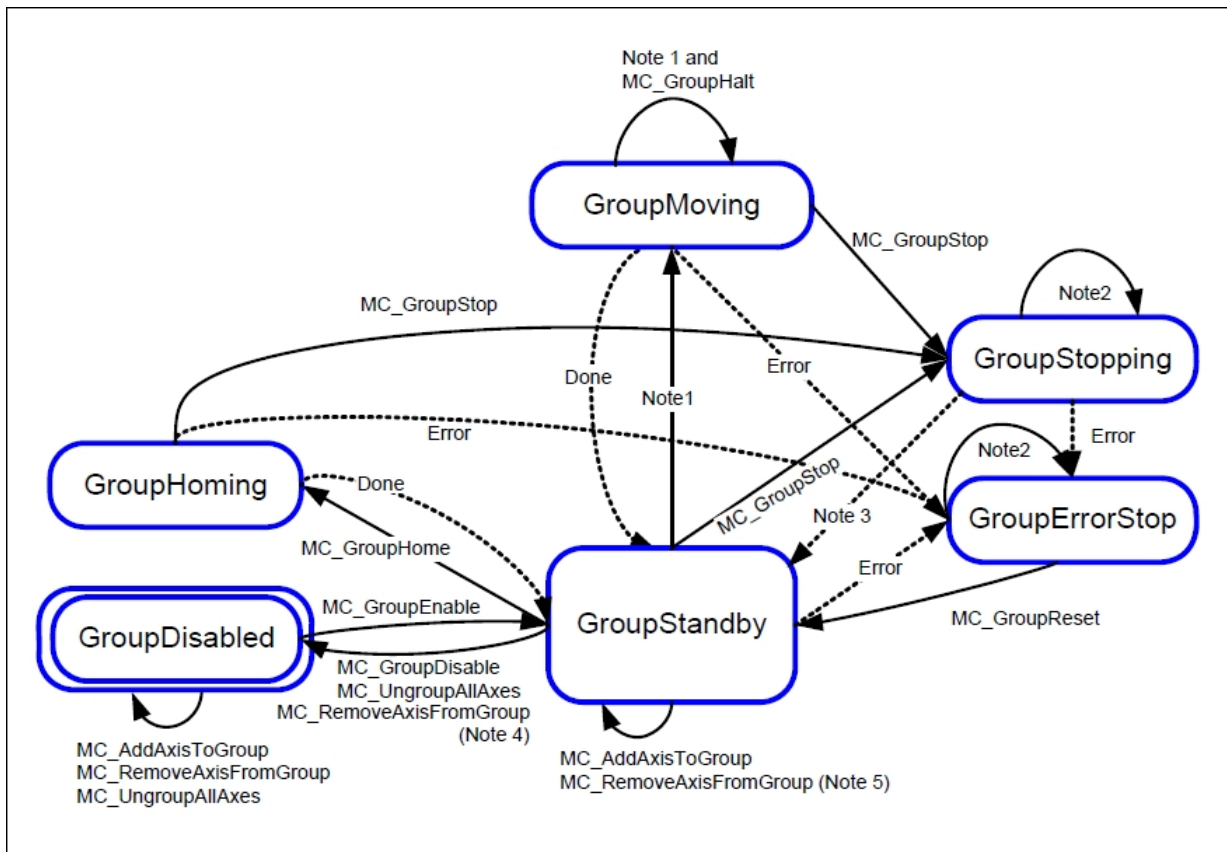 Note 1 and
MC_GroupHalt
GroupMoving
MC_GroupStop
MC_GroupStop
Note2
GroupStopping
Done
Error
Note1
Error
Error
Note2
GroupHoming
Done
MC_GroupStop
Note 3
GroupErrorStop
MC_GroupHome
Error
MC_GroupEnable
GroupStandby
MC_GroupReset
GroupDisabled
MC_GroupDisable
MC_UngroupAllAxes
MC_RemoveAxisFromGroup
(Note 4)
MC_AddAxisToGroup
MC_RemoveAxisFromGroup
MC_UngroupAllAxes
MC_AddAxisToGroup
MC_RemoveAxisFromGroup (Note 5)